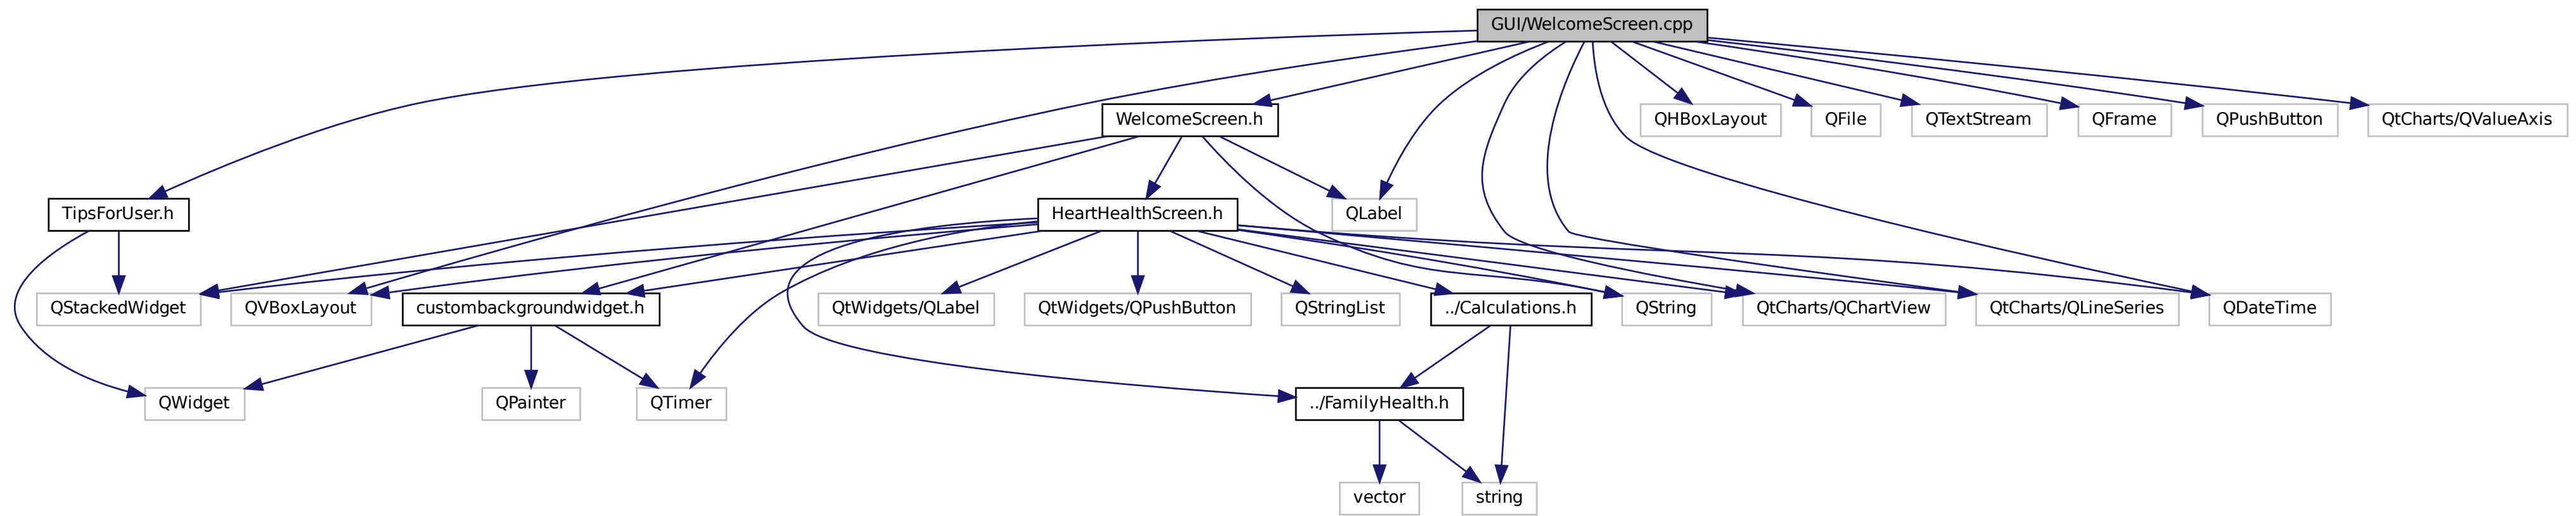 GUI/WelcomeScreen.cpp
WelcomeScreen.h
QHBoxLayout
QFile
QTextStream
QFrame
QPushButton
QtCharts/QValueAxis
TipsForUser.h
HeartHealthScreen.h
QLabel
QStackedWidget
QVBoxLayout
custombackgroundwidget.h
QtWidgets/QLabel
QtWidgets/QPushButton
QStringList
../Calculations.h
QString
QtCharts/QChartView
QtCharts/QLineSeries
QDateTime
QWidget
QPainter
QTimer
../FamilyHealth.h
vector
string